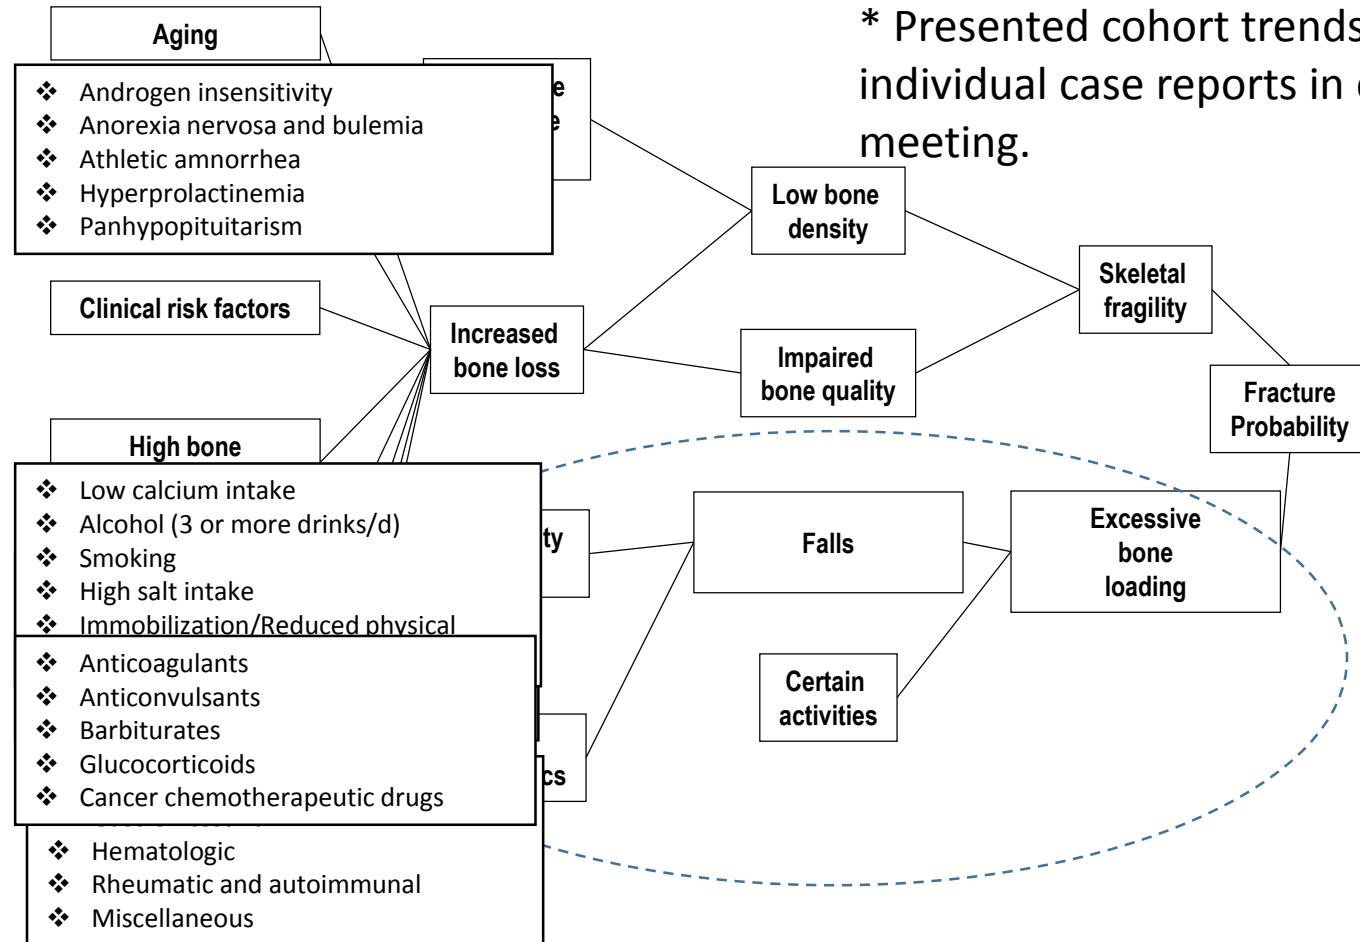 Aging
* Presented cohort trends
individual case reports in
meeting.
❖ Androgen insensitivity
❖ Anorexia nervosa and bulemia
❖ Athletic amnorrhea
❖ Hyperprolactinemia
❖ Panhypopituitarism
Low bone
density
Skeletal
fragility
Clinical risk factors
Increased
bone loss
Impaired
bone quality
Fracture
Probability
High bone
❖ Low calcium intake
❖ Alcohol (3 or more drinks/d)
❖ Smoking
❖ High salt intake
❖ Immobilization/Reduced physical
Falls
Excessive
bone
loading
❖ Anticoagulants
❖ Anticonvulsants
❖ Barbiturates
❖ Glucocorticoids
❖ Cancer chemotherapeutic drugs
Certain
activities
❖ Hematologic
❖ Rheumatic and autoimmunal
❖ Miscellaneous